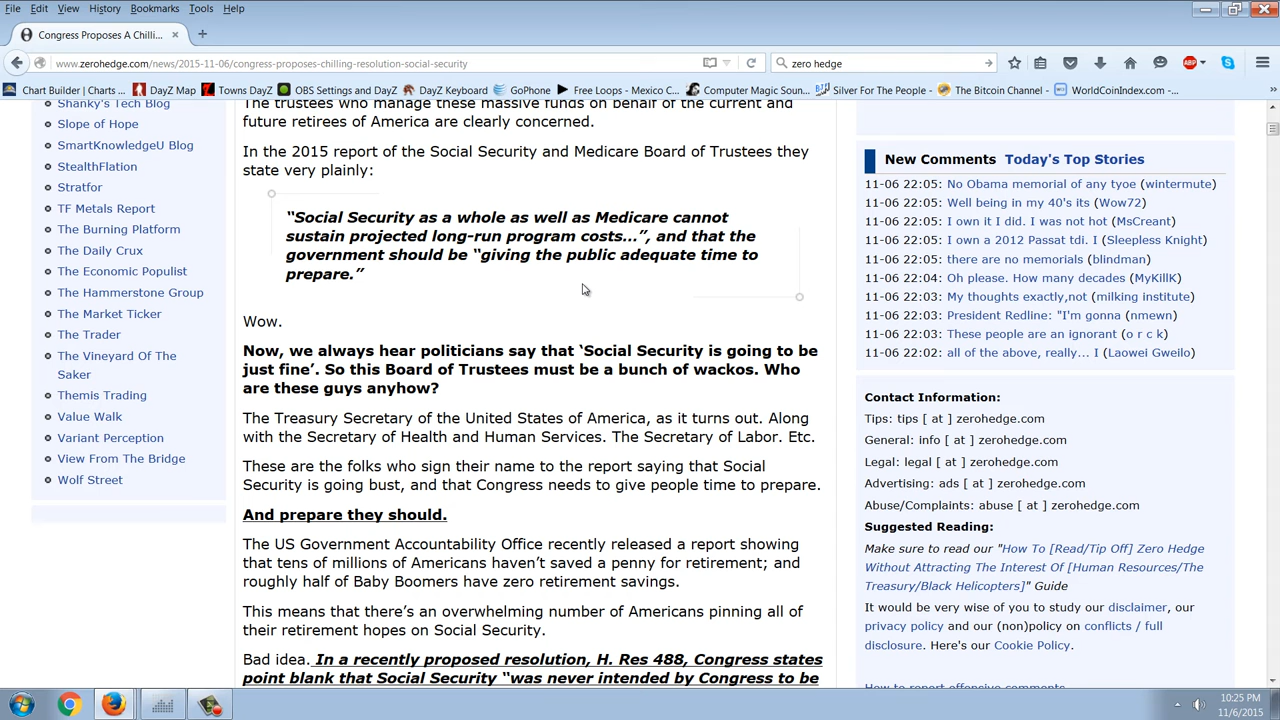 File Edit View History Bookmarks Tools Help
Congress Proposes A Chilli...
www.zerohedge.com/news/2015-11-06/congress-proposes-chilling-resolution-social-security
zero hedge
ABP
Chart Builder | Charts ... DayZ Map Towns DayZ OBS Settings and DayZ DayZ Keyboard GoPhone Free Loops - Mexico C... Computer Magic Soun... Silver For The People - ... The Bitcoin Channel - ... WorldCoinIndex.com -... »
Shanky's Tech Blog
Slope of Hope
SmartKnowledgeU Blog
StealthFlation
Stratfor
TF Metals Report
The Burning Platform
The Daily Crux
The Economic Populist
The Hammerstone Group
The Market Ticker
The Trader
The Vineyard Of The
Saker
Themis Trading
Value Walk
Variant Perception
View From The Bridge
Wolf Street
The trustees who manage these massive funds on behalf of the current and
future retirees of America are clearly concerned.
In the 2015 report of the Social Security and Medicare Board of Trustees they
state very plainly:
“Social Security as a whole as well as Medicare cannot
sustain projected long-run program costs...”, and that the
government should be “giving the public adequate time to
prepare.”
Wow.
Now, we always hear politicians say that ‘Social Security is going to be
just fine’. So this Board of Trustees must be a bunch of wackos. Who
are these guys anyhow?
The Treasury Secretary of the United States of America, as it turns out. Along
with the Secretary of Health and Human Services. The Secretary of Labor. Etc.
These are the folks who sign their name to the report saying that Social
Security is going bust, and that Congress needs to give people time to prepare.
And prepare they should.
The US Government Accountability Office recently released a report showing
that tens of millions of Americans haven’t saved a penny for retirement; and
roughly half of Baby Boomers have zero retirement savings.
This means that there’s an overwhelming number of Americans pinning all of
their retirement hopes on Social Security.
Bad idea. In a recently proposed resolution, H. Res 488, Congress states
point blank that Social Security “was never intended by Congress to be
New Comments Today's Top Stories
11-06 22:05: No Obama memorial of any tyoe (wintermute)
11-06 22:05: Well being in my 40's its (Wow72)
11-06 22:05: I own it I did. I was not hot (MsCreant)
11-06 22:05: I own a 2012 Passat tdi. I (Sleepless Knight)
11-06 22:05: there are no memorials (blindman)
11-06 22:04: Oh please. How many decades (MyKillK)
11-06 22:03: My thoughts exactly,not (milking institute)
11-06 22:03: President Redline: "I'm gonna (nmewn)
11-06 22:03: These people are an ignorant (o r c k)
11-06 22:02: all of the above, really... I (Laowei Gweilo)
Contact Information:
Tips: tips [ at ] zerohedge.com
General: info [ at ] zerohedge.com
Legal: legal [ at ] zerohedge.com
Advertising: ads [ at ] zerohedge.com
Abuse/Complaints: abuse [ at ] zerohedge.com
Suggested Reading:
Make sure to read our "How To [Read/Tip Off] Zero Hedge
Without Attracting The Interest Of [Human Resources/The
Treasury/Black Helicopters]" Guide
It would be very wise of you to study our disclaimer, our
privacy policy and our (non)policy on conflicts / full
disclosure. Here's our Cookie Policy.
How to report offensive comments
10:25 PM
11/6/2015